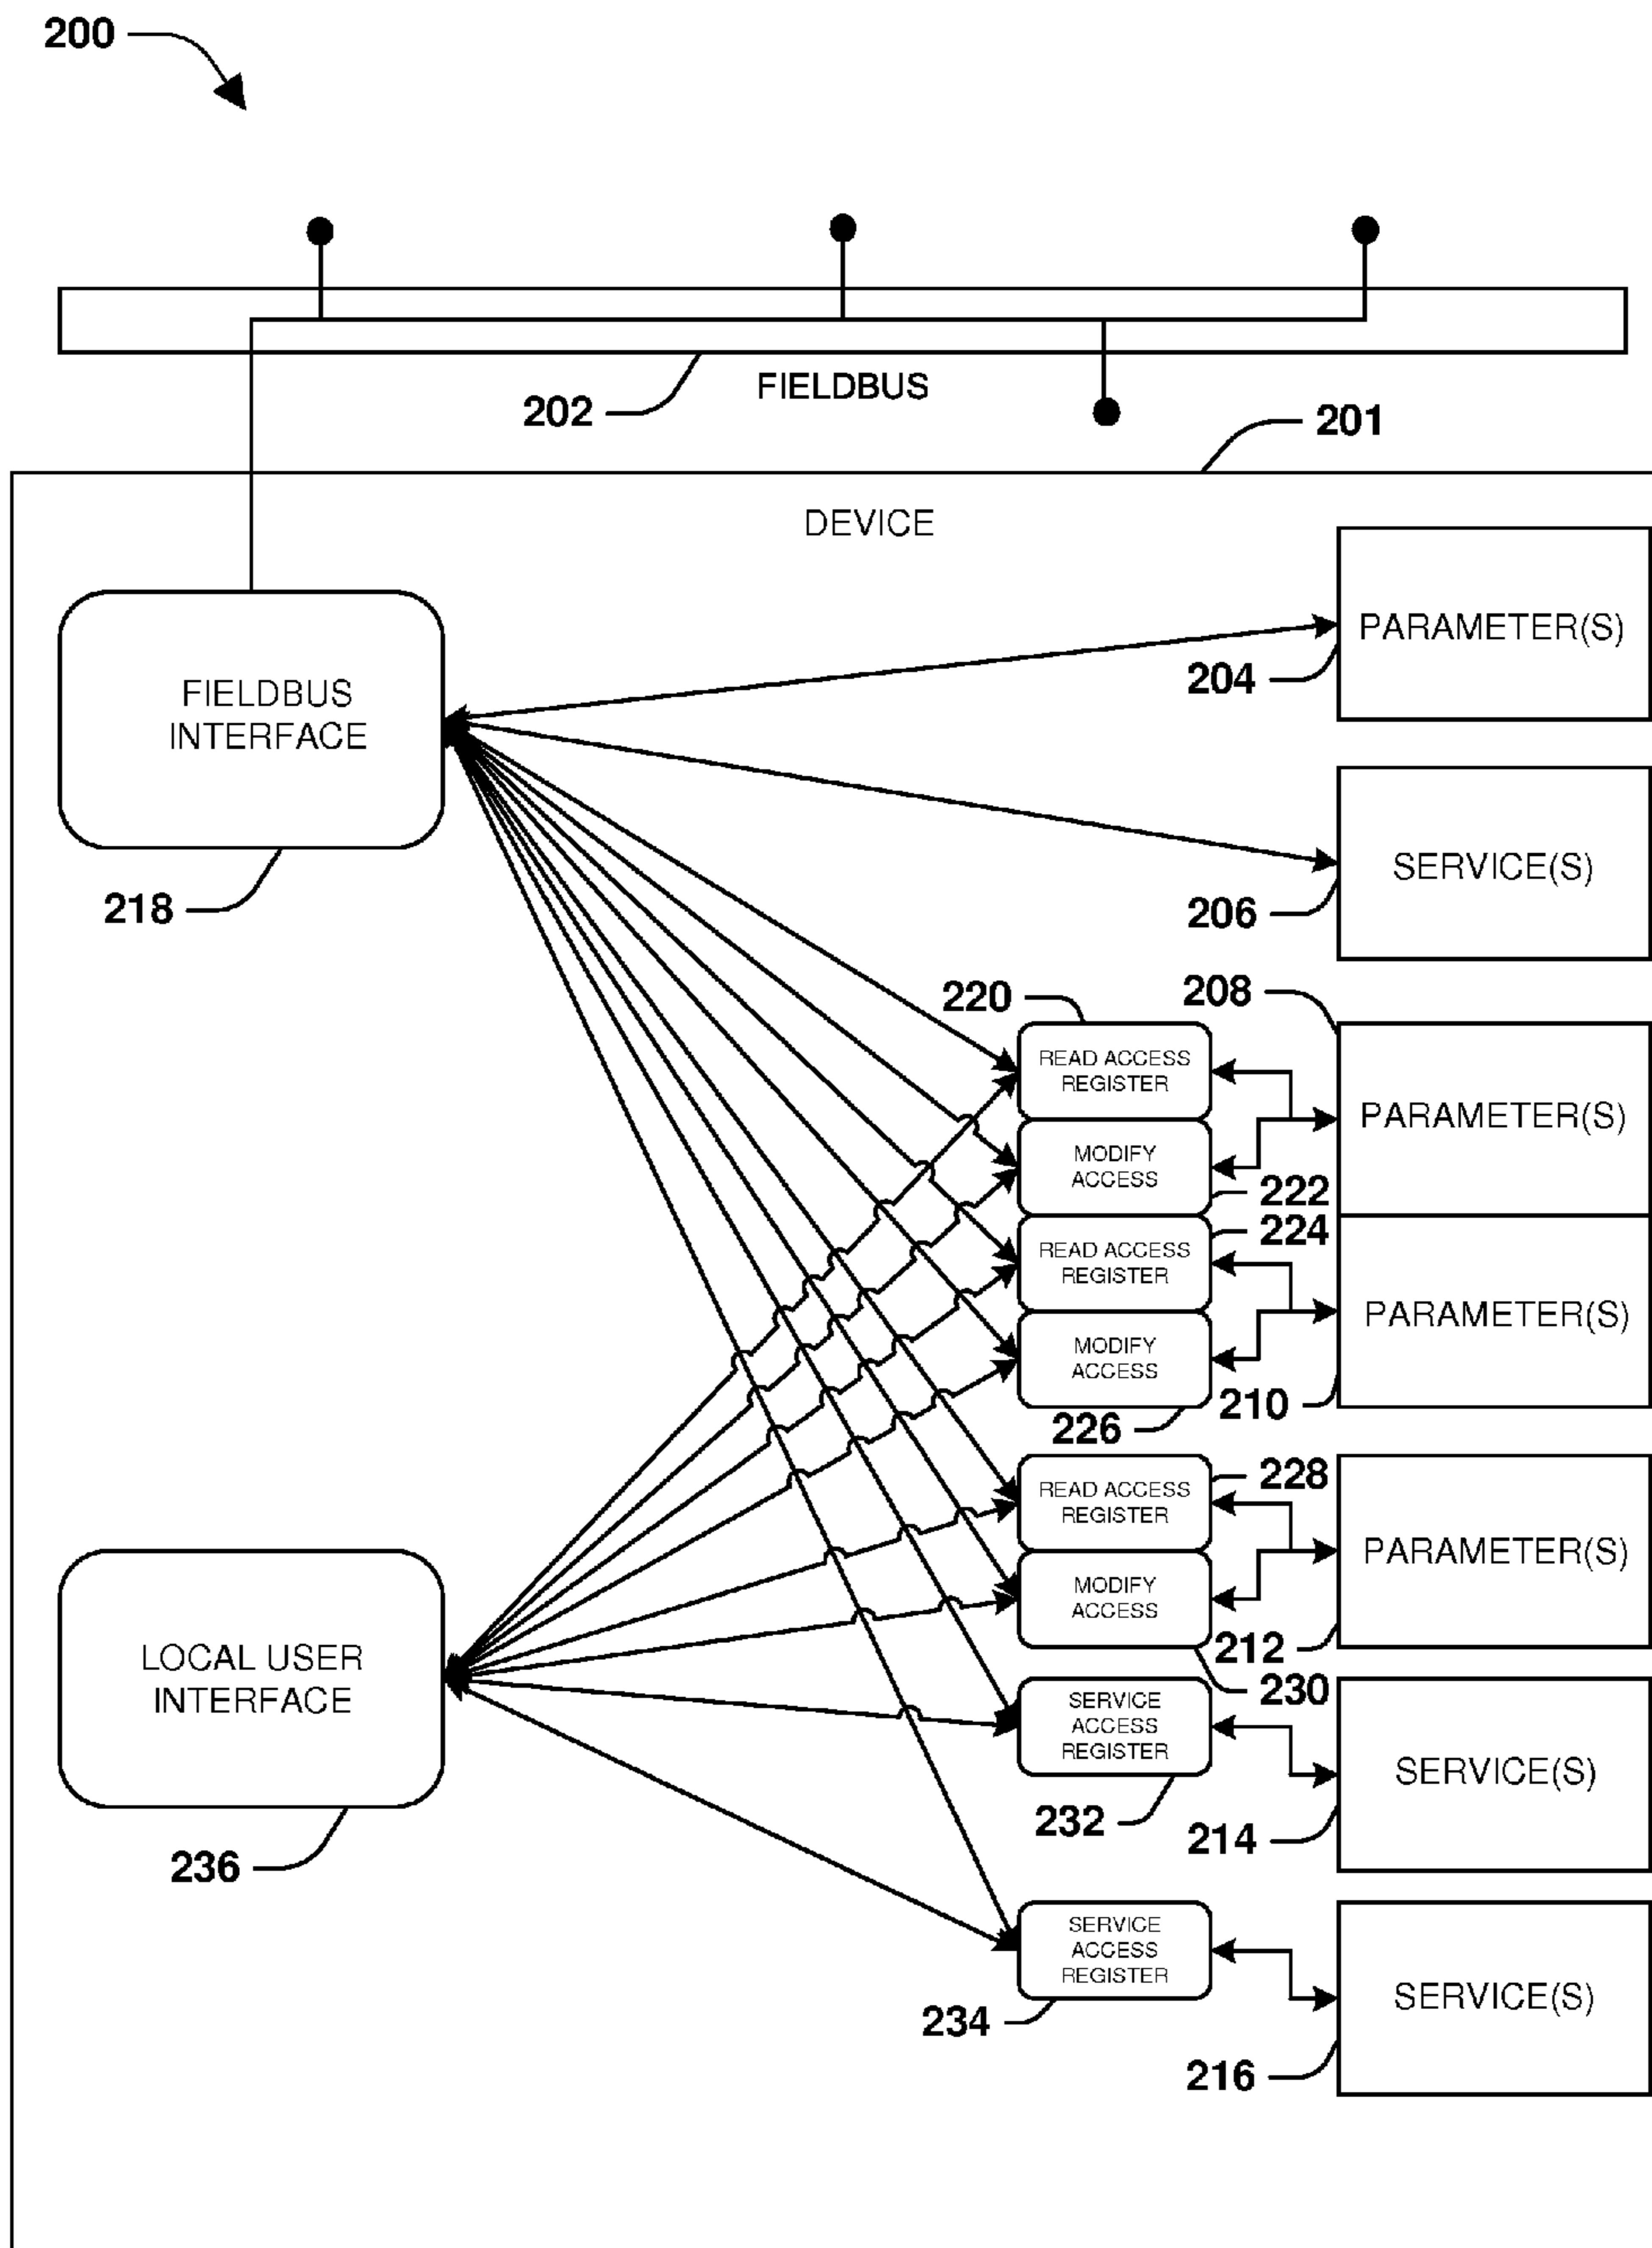 200
FIELDBUS
202
201
DEVICE
PARAMETER(S)
204
FIELDBUS
INTERFACE
218
SERVICE(S)
206
220
208
READ ACCESS
REGISTER
PARAMETER(S)
MODIFY
ACCESS
222
224
READ ACCESS
REGISTER
PARAMETER(S)
MODIFY
ACCESS
210
226
228
READ ACCESS
REGISTER
PARAMETER(S)
MODIFY
ACCESS
212
230
LOCAL USER
INTERFACE
236
SERVICE
ACCESS
REGISTER
232
SERVICE(S)
214
SERVICE
ACCESS
REGISTER
234
SERVICE(S)
216